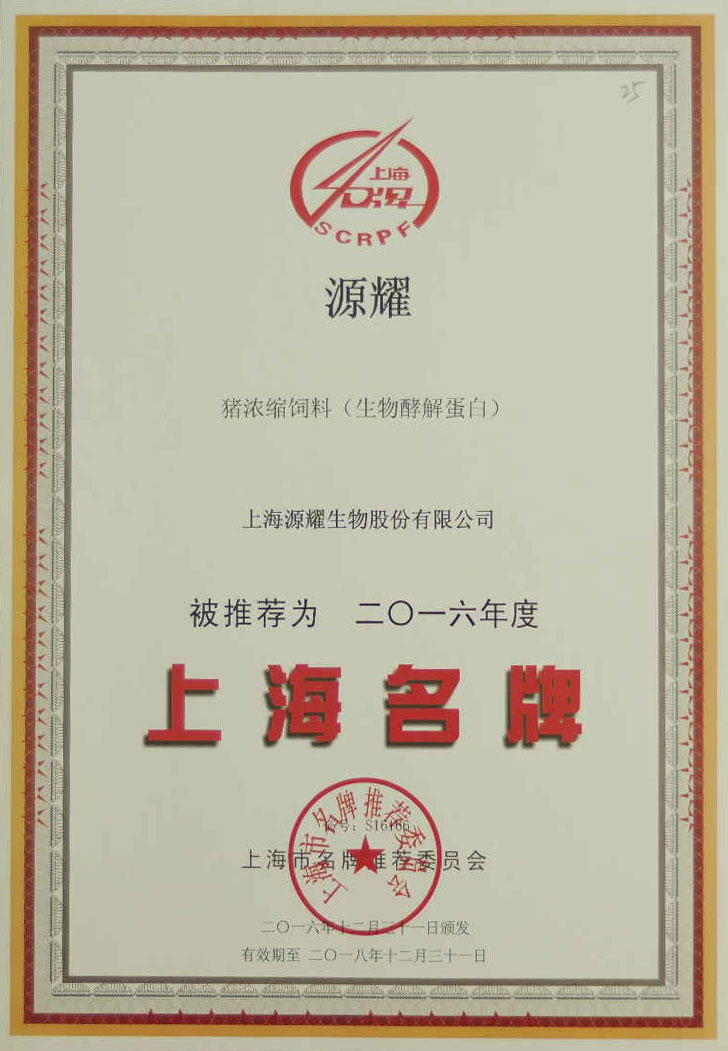 25
上海
名牌
SCRPF
源耀
猪浓缩饲料（生物酵解蛋白）
上海源耀生物股份有限公司
被推荐为 二〇一六年度
上海名牌
上海市名牌推荐委员会
号：S16166
上海市名牌推荐委员会
二〇一六年十二月三十一日颁发
有效期至 二〇一八年十二月三十一日